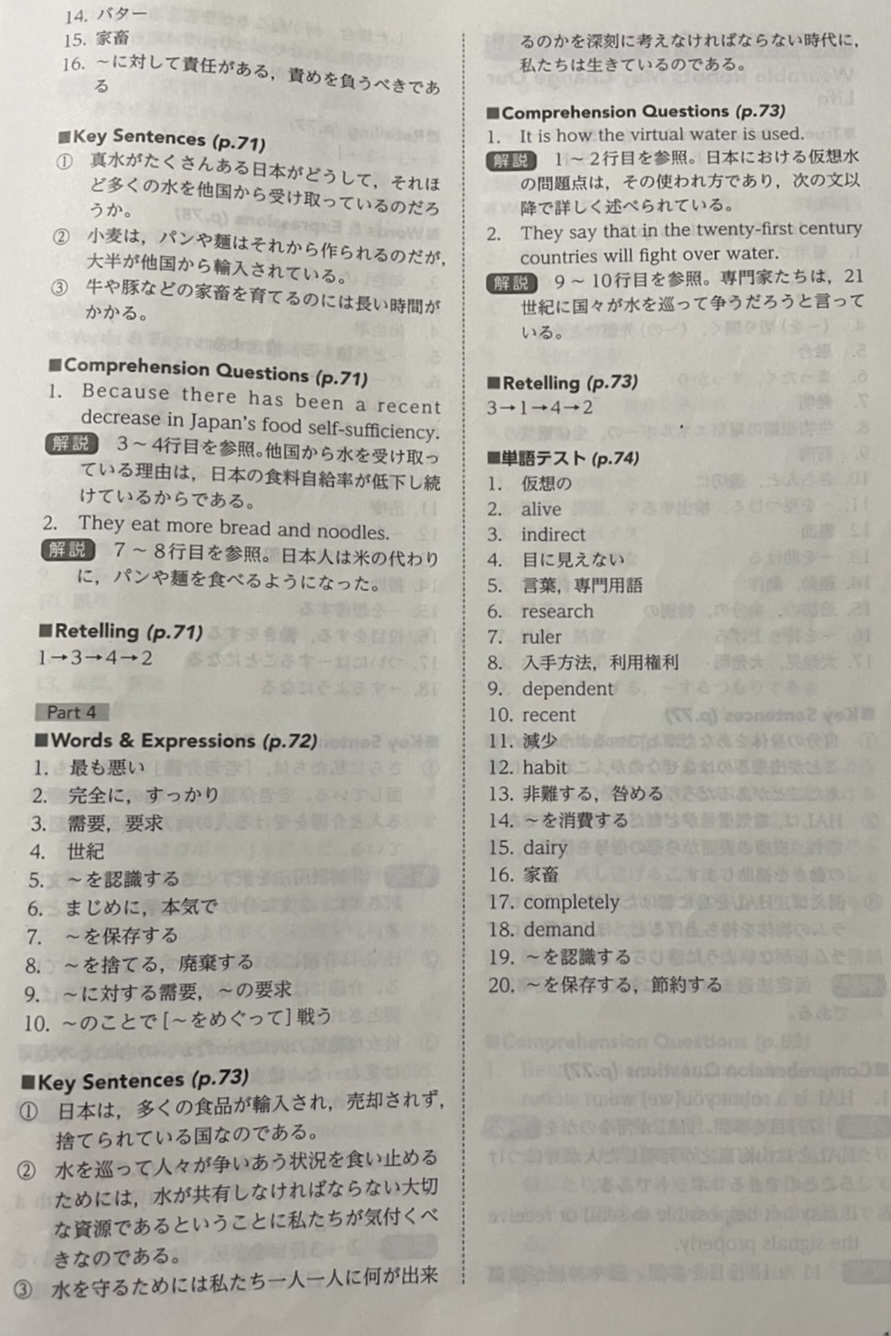 14. バター
15. 家畜
16. ～に対して責任がある，責めを負うべきであ
る
■Key Sentences (p.71)
① 真水がたくさんある日本がどうして，それほ
ど多くの水を他国から受け取っているのだろ
うか。
② 小麦は，パンや麺はそれから作られるのだが，
大半が他国から輸入されている。
③ 牛や豚などの家畜を育てるのには長い時間が
かかる。
■Comprehension Questions (p.71)
1. Because there has been a recent
decrease in Japan's food self-sufficiency.
解説 3～4行目を参照。他国から水を受け取っ
ている理由は，日本の食料自給率が低下し続
けているからである。
2. They eat more bread and noodles.
解説 7～8行目を参照。日本人は米の代わり
に，パンや麺を食べるようになった。
■Retelling (p.71)
1→3→4→2
Part 4
■Words & Expressions (p.72)
1. 最も悪い
2. 完全に，すっかり
3. 需要，要求
4. 世紀
5. ～を認識する
6. まじめに，本気で
7. ～を保存する
8. ～を捨てる，廃棄する
9. ～に対する需要，～の要求
10. ～のことで[～をめぐって]戦う
■Key Sentences (p.73)
① 日本は，多くの食品が輸入され，売却されず，
捨てられている国なのである。
② 水を巡って人々が争いあう状況を食い止める
ためには，水が共有しなければならない大切
な資源であるということに私たちが気付くべ
きなのである。
③ 水を守るためには私たち一人一人に何が出来
るのかを深刻に考えなければならない時代に，
私たちは生きているのである。
■Comprehension Questions (p.73)
1. It is how the virtual water is used.
解説 1～2行目を参照。日本における仮想水
の問題点は，その使われ方であり，次の文以
降で詳しく述べられている。
2. They say that in the twenty-first century
countries will fight over water.
解説 9～10行目を参照。専門家たちは，21
世紀に国々が水を巡って争うだろうと言って
いる。
■Retelling (p.73)
3→1→4→2
■単語テスト (p.74)
1. 仮想の
2. alive
3. indirect
4. 目に見えない
5. 言葉，専門用語
6. research
7. ruler
8. 入手方法，利用権利
9. dependent
10. recent
11. 減少
12. habit
13. 非難する，咎める
14. ～を消費する
15. dairy
16. 家畜
17. completely
18. demand
19. ～を認識する
20. ～を保存する，節約する